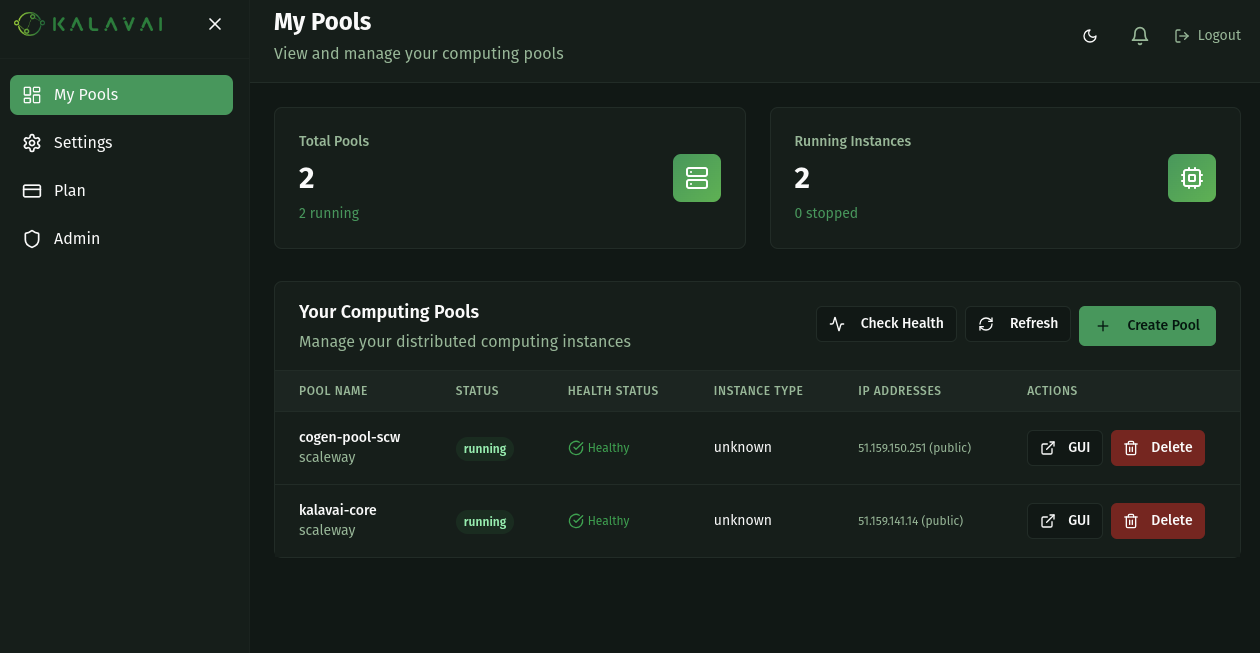 KALAVAI
My Pools
Settings
Plan
Admin
My Pools
View and manage your computing pools
Logout
Total Pools
2
2 running
Running Instances
2
0 stopped
Your Computing Pools
Manage your distributed computing instances
Check Health
Refresh
Create Pool
POOL NAME STATUS HEALTH STATUS INSTANCE TYPE IP ADDRESSES ACTIONS
cogen-pool-scw
scaleway
running Healthy unknown 51.159.150.251 (public) GUI Delete
kalavai-core
scaleway
running Healthy unknown 51.159.141.14 (public) GUI Delete